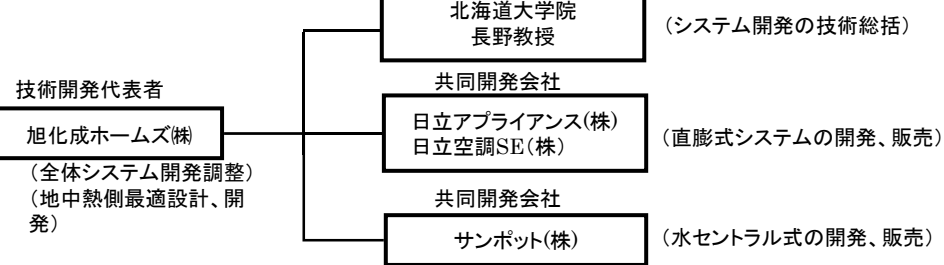 北海道大学院
長野教授
(システム開発の技術総括)
技術開発代表者
旭化成ホームズ㈱
(全体システム開発調整)
(地中熱側最適設計、開
発)
共同開発会社
日立アプライアンス(株)
日立空調SE(株)
(直膨式システムの開発、販売)
共同開発会社
サンポット(株)
(水セントラル式の開発、販売)